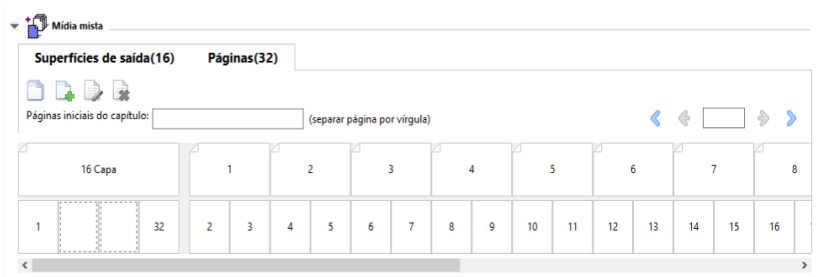 Mídia mista
Superfícies de saída(16) Páginas(32)
Páginas iniciais do capítulo: (separar página por vírgula)
16 Capa 1 2 3 4 5 6 7 8
1 32 2 3 4 5 6 7 8 9 10 11 12 13 14 15 16